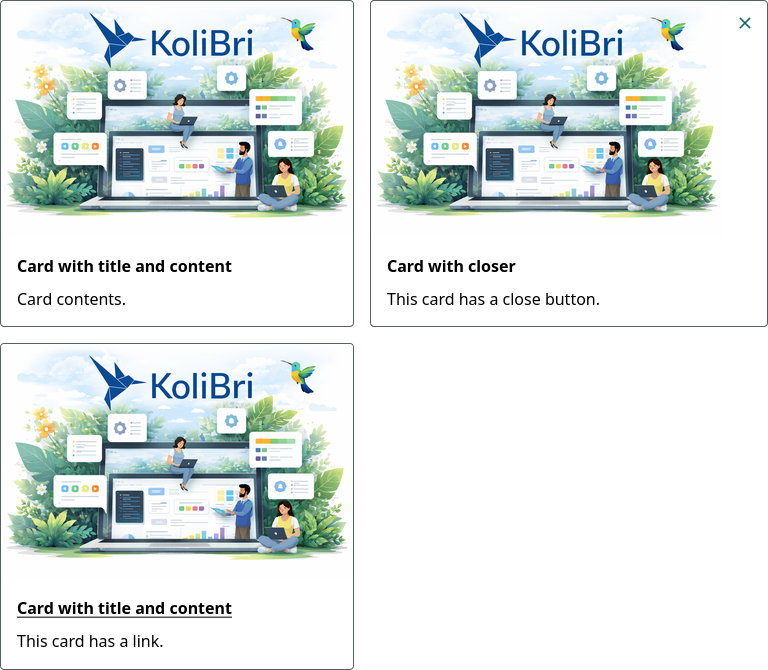 KoliBri
Card with title and content
Card contents.
KoliBri
Card with closer
This card has a close button.
KoliBri
Card with title and content
This card has a link.